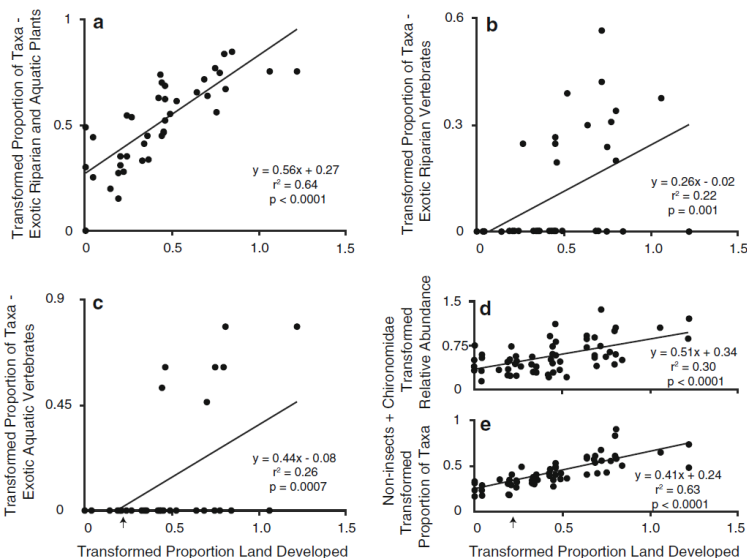 Transformed Proportion of Taxa -
Exotic Riparian and Aquatic Plants
1
a
0.5
y = 0.56x + 0.27
r² = 0.64
p < 0.0001
0
0
0.5
1.0
1.5
Transformed Proportion of Taxa -
Exotic Riparian Vertebrates
0.6
b
0.3
y = 0.26x - 0.02
r² = 0.22
p = 0.001
0
0
0.5
1.0
1.5
Transformed Proportion of Taxa -
Exotic Aquatic Vertebrates
0.9
c
0.45
y = 0.44x - 0.08
r² = 0.26
p = 0.0007
0
0
0.5
1.0
1.5
Transformed Proportion Land Developed
Non-insects + Chironomidae
Transformed
Relative Abundance
1.5
d
0.75
y = 0.51x + 0.34
r² = 0.30
p < 0.0001
0
Transformed
Proportion of Taxa
1
e
0.5
y = 0.41x + 0.24
r² = 0.63
p < 0.0001
0
0
0.5
1.0
1.5
Transformed Proportion Land Developed